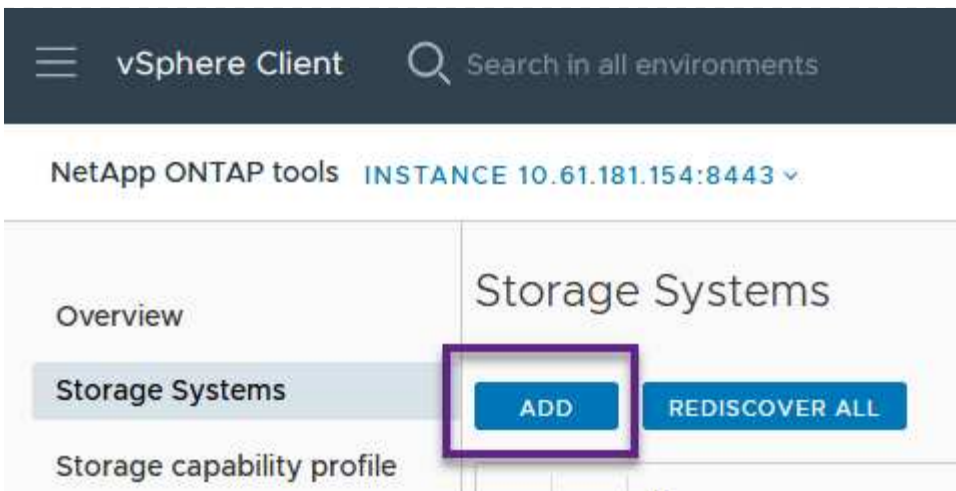 vSphere Client Search in all environments
NetApp ONTAP tools INSTANCE 10.61.181.154:8443
Overview
Storage Systems
Storage capability profile
Storage Systems
ADD REDISCOVER ALL